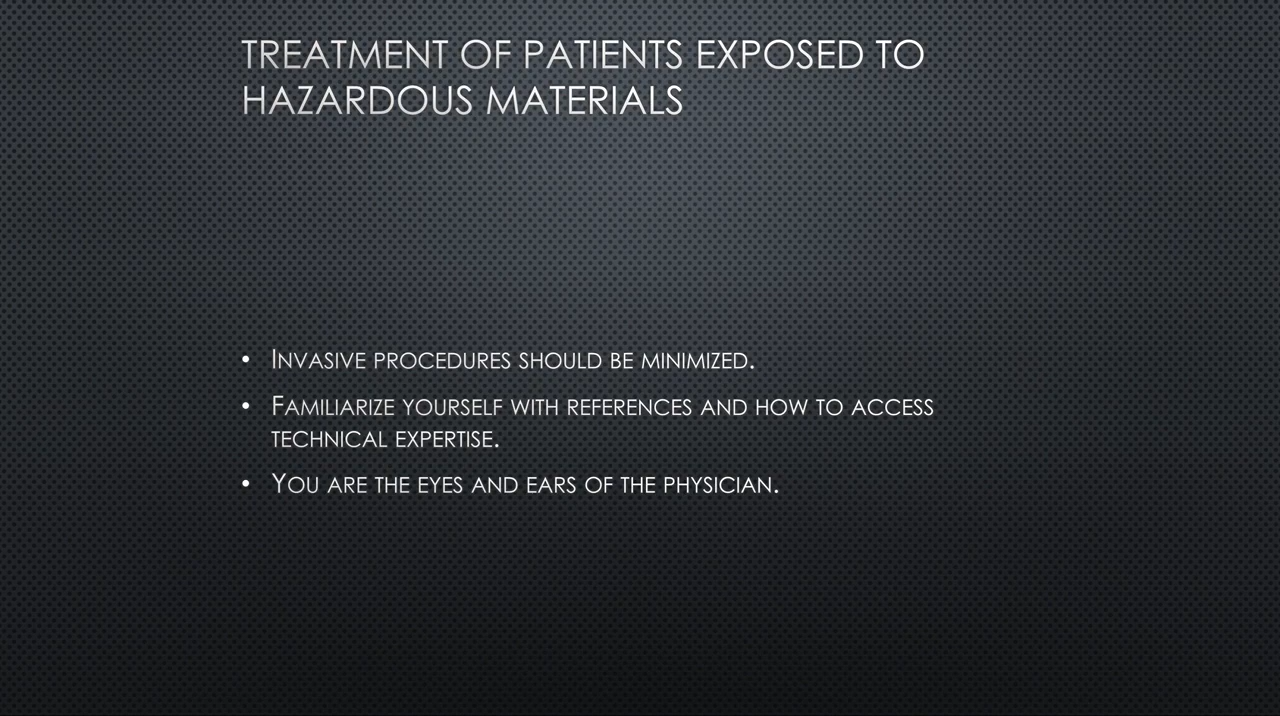 TREATMENT OF PATIENTS EXPOSED TO
HAZARDOUS MATERIALS
• INVASIVE PROCEDURES SHOULD BE MINIMIZED.
• FAMILIARIZE YOURSELF WITH REFERENCES AND HOW TO ACCESS
TECHNICAL EXPERTISE.
• YOU ARE THE EYES AND EARS OF THE PHYSICIAN.